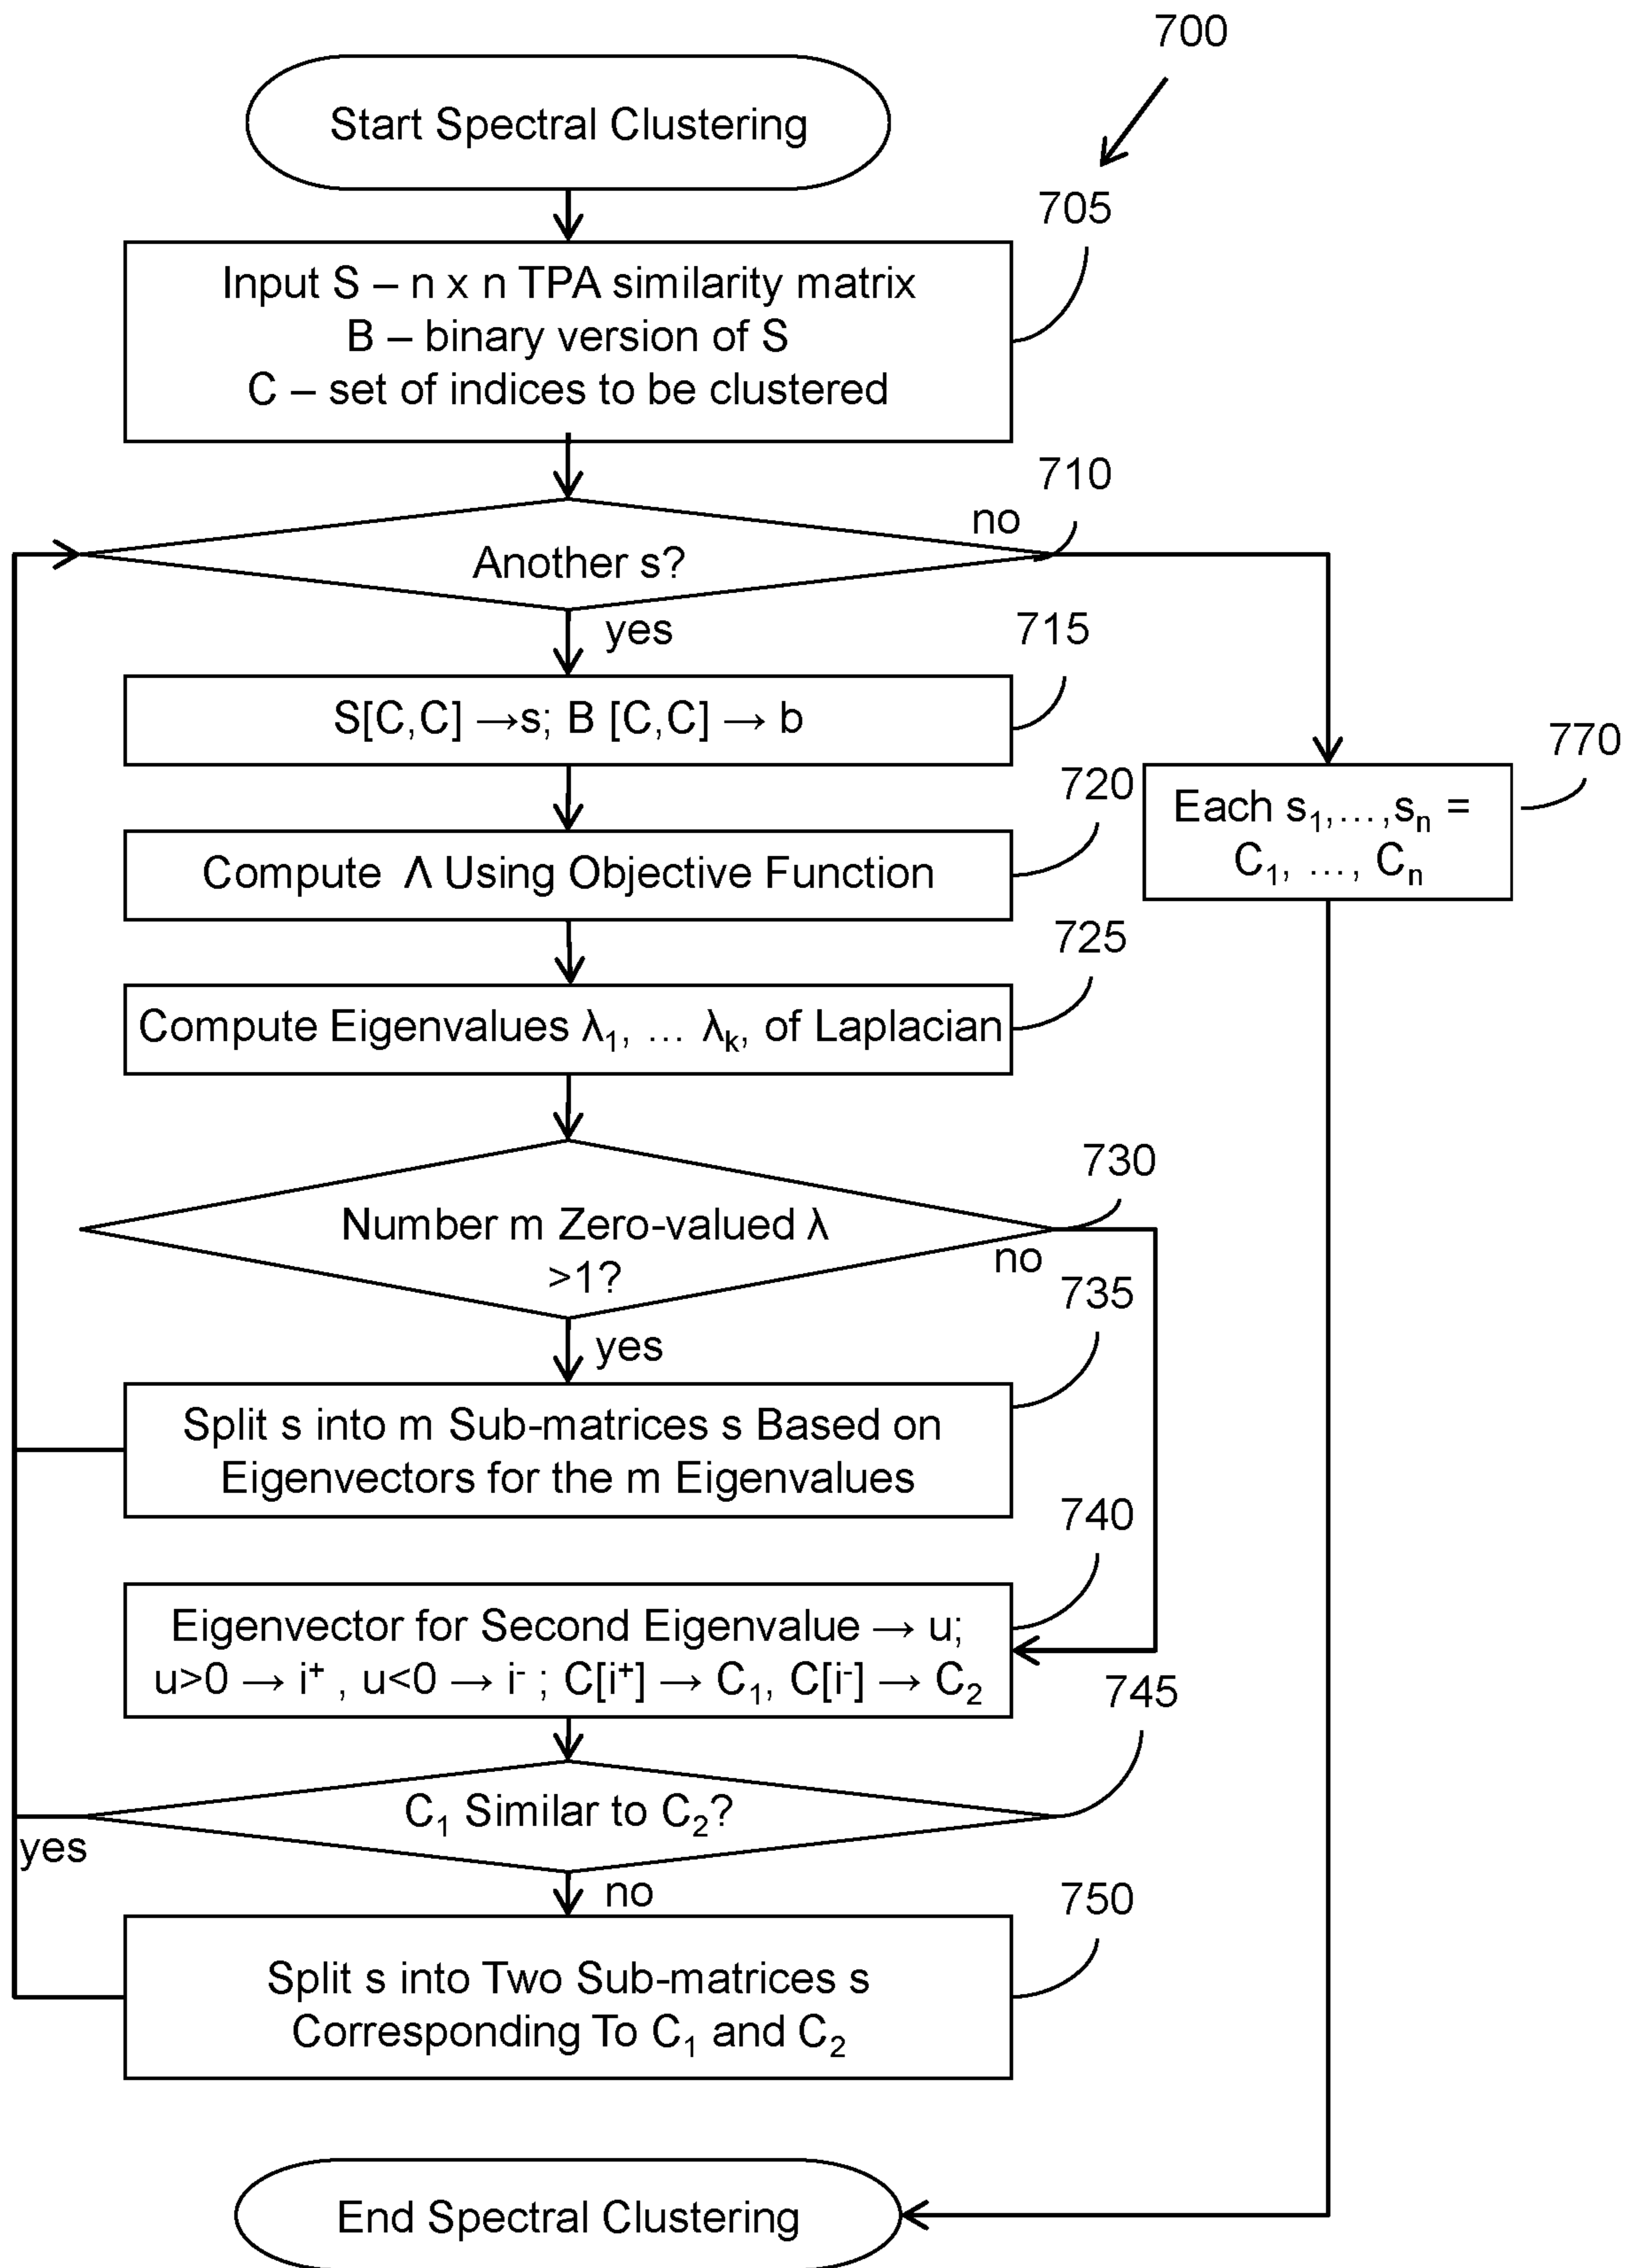 700
Start Spectral Clustering
705
Input S – n x n TPA similarity matrix
B – binary version of S
C – set of indices to be clustered
710
no
Another s?
yes
715
S[C,C] →s; B [C,C] → b
770
Each s₁,…,sₙ =
C₁, …, Cₙ
720
Compute Λ Using Objective Function
725
Compute Eigenvalues λ₁, … λₖ, of Laplacian
730
Number m Zero-valued λ
>1?
no
yes
735
Split s into m Sub-matrices s Based on
Eigenvectors for the m Eigenvalues
740
Eigenvector for Second Eigenvalue → u;
u>0 → i⁺ , u<0 → i⁻ ; C[i⁺] → C₁, C[i⁻] → C₂
745
C₁ Similar to C₂?
yes
no
750
Split s into Two Sub-matrices s
Corresponding To C₁ and C₂
End Spectral Clustering